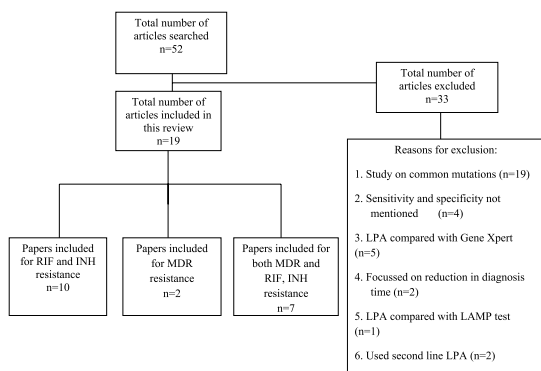 Total number of
articles searched
n=52
Total number of
articles excluded
n=33
Total number of
articles included in
this review
n=19
Reasons for exclusion:
1. Study on common mutations (n=19)
2. Sensitivity and specificity not
mentioned (n=4)
3. LPA compared with Gene Xpert
(n=5)
4. Focussed on reduction in diagnosis
time (n=2)
5. LPA compared with LAMP test
(n=1)
6. Used second line LPA (n=2)
Papers included
for RIF and INH
resistance
n=10
Papers included
for MDR
resistance
n=2
Papers included for
both MDR and
RIF, INH
resistance
n=7